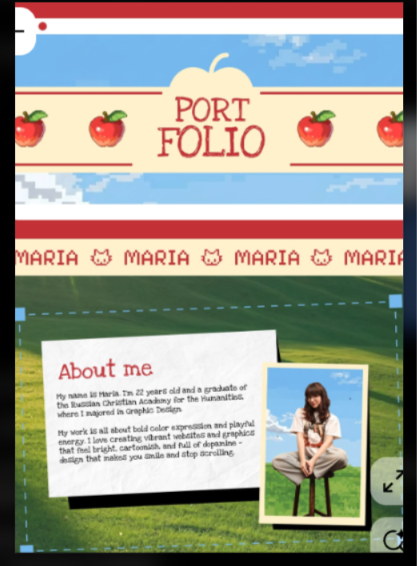 PORT
FOLIO
MARIA MARIA MARIA MARIA
About me
My name is Maria. I'm 22 years old and a graduate of
the Russian Christian Academy for the Humanities,
where I majored in Graphic Design.
My work is all about bold color expression and playful
energy. I love creating vibrant websites and graphics
that feel bright, cartoonish, and full of dopamine –
design that makes you smile and stop scrolling.